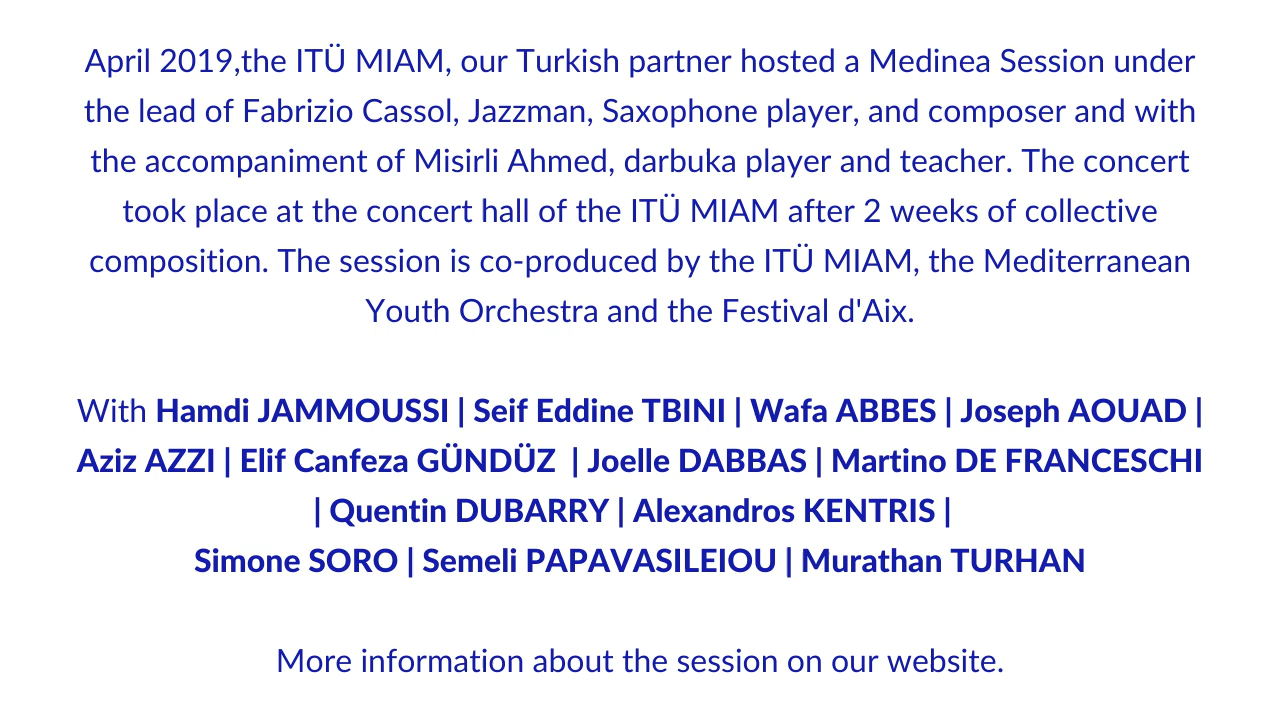 April 2019,the ITÜ MIAM, our Turkish partner hosted a Medinea Session under
the lead of Fabrizio Cassol, Jazzman, Saxophone player, and composer and with
the accompaniment of Misirli Ahmed, darbuka player and teacher. The concert
took place at the concert hall of the ITÜ MIAM after 2 weeks of collective
composition. The session is co-produced by the ITÜ MIAM, the Mediterranean
Youth Orchestra and the Festival d'Aix.
With Hamdi JAMMOUSSI | Seif Eddine TBINI | Wafa ABBES | Joseph AOUAD |
Aziz AZZI | Elif Canfeza GÜNDÜZ | Joelle DABBAS | Martino DE FRANCESCHI
| Quentin DUBARRY | Alexandros KENTRIS |
Simone SORO | Semeli PAPAVASILEIOU | Murathan TURHAN
More information about the session on our website.